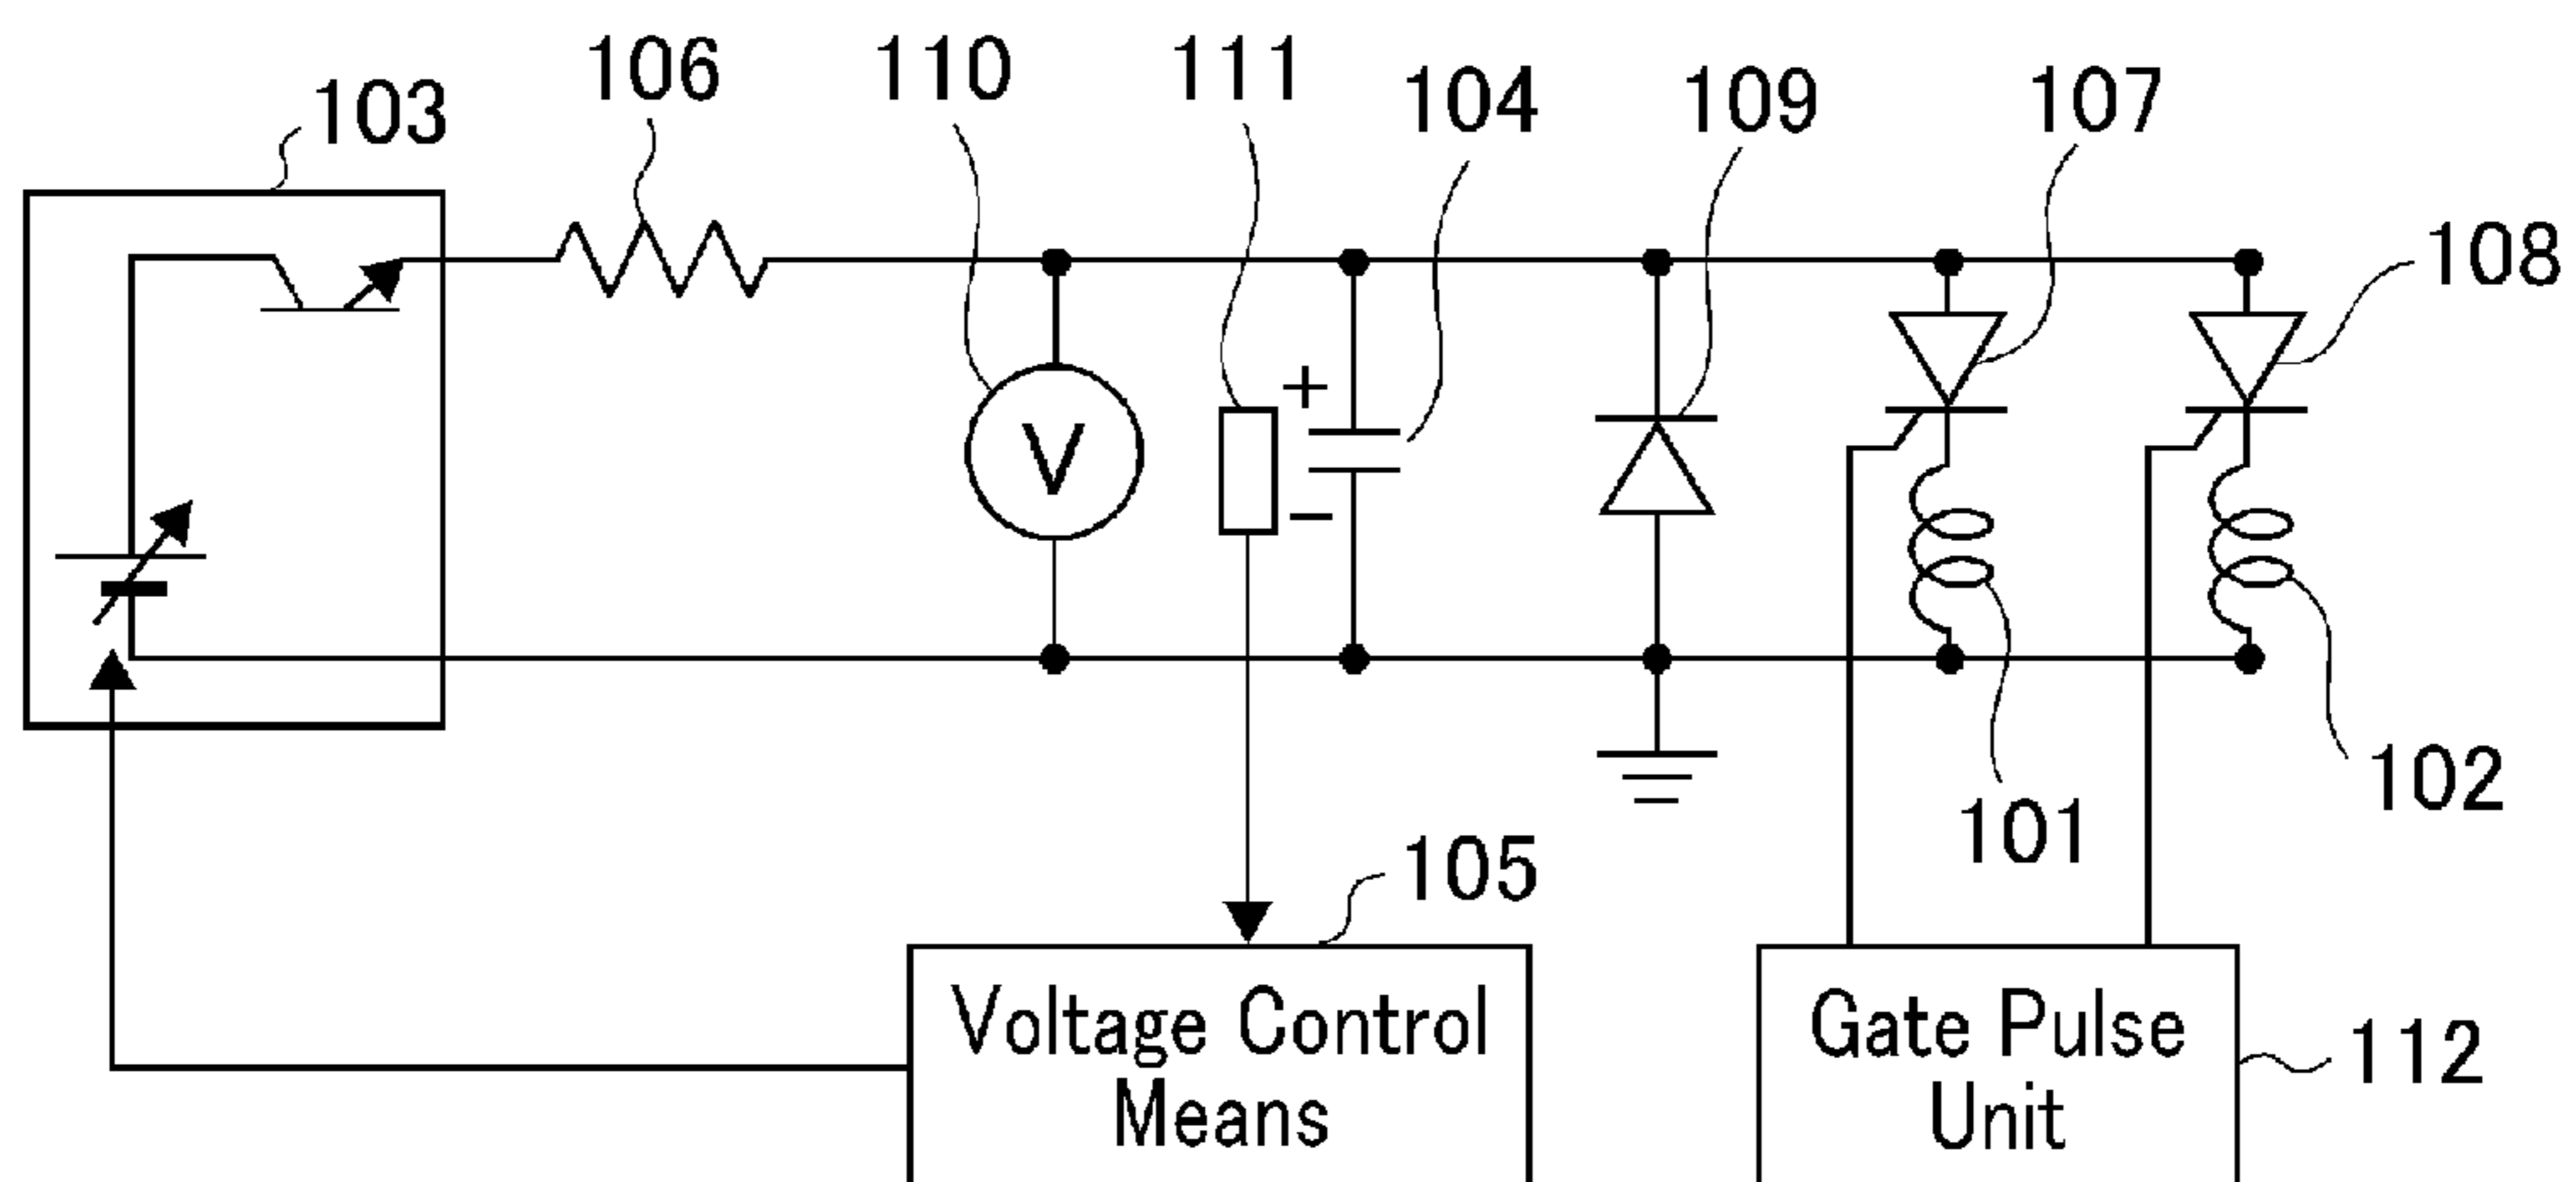 106
110
111
104
109
107
103
108
+
V
−
101
102
105
Voltage Control
Means
Gate Pulse
Unit
112